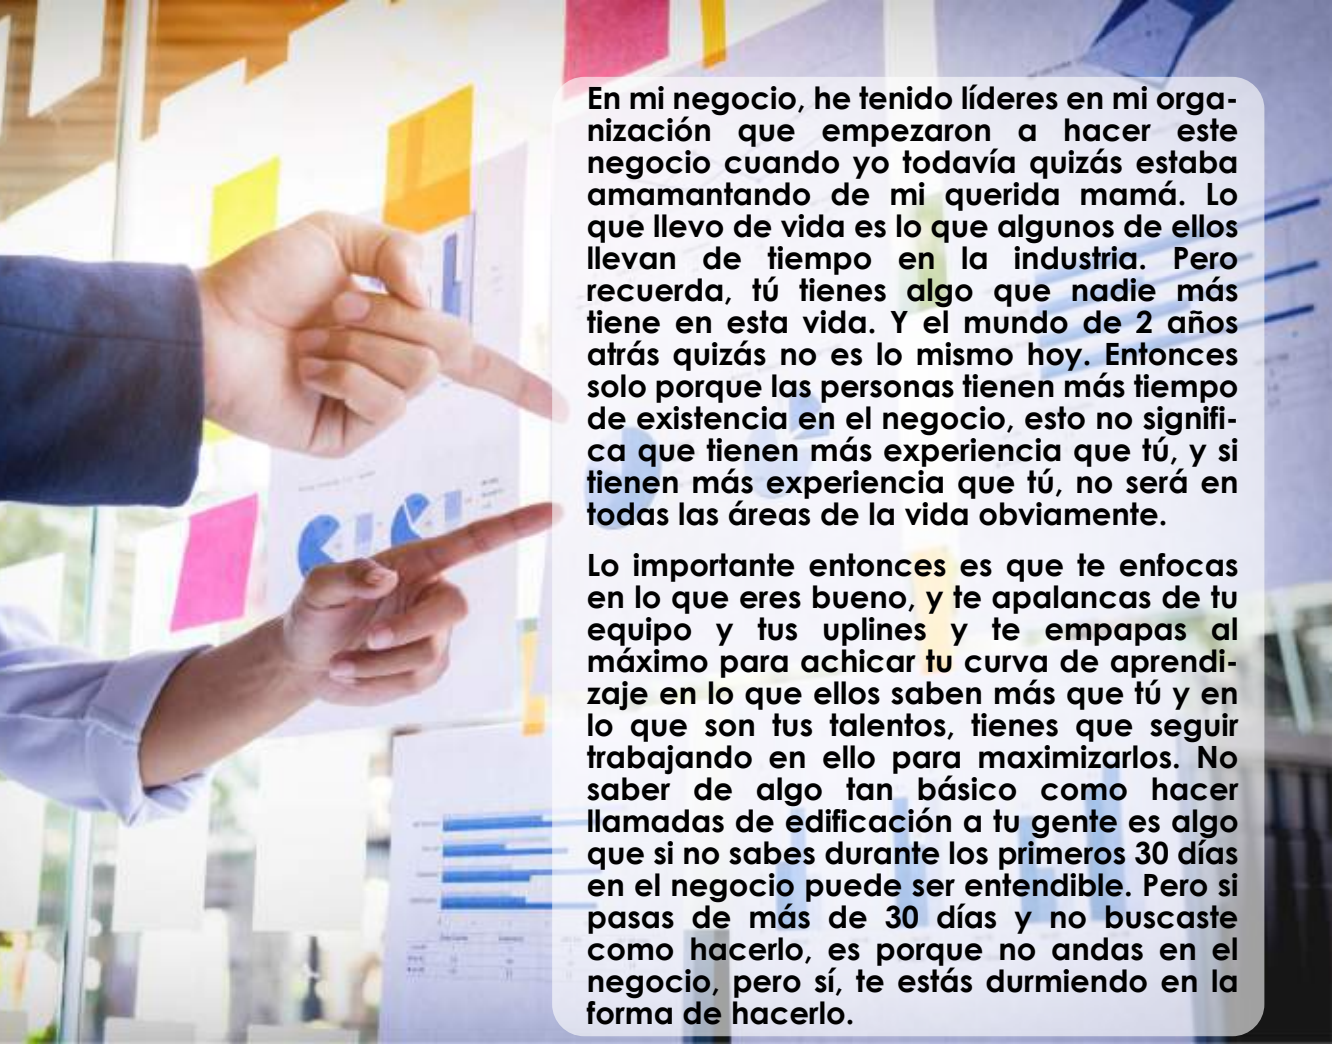 En mi negocio, he tenido líderes en mi orga-
nización que empezaron a hacer este
negocio cuando yo todavía quizás estaba
amamantando de mi querida mamá. Lo
que llevo de vida es lo que algunos de ellos
llevan de tiempo en la industria. Pero
recuerda, tú tienes algo que nadie más
tiene en esta vida. Y el mundo de 2 años
atrás quizás no es lo mismo hoy. Entonces
solo porque las personas tienen más tiempo
de existencia en el negocio, esto no signifi-
ca que tienen más experiencia que tú, y si
tienen más experiencia que tú, no será en
todas las áreas de la vida obviamente.
Lo importante entonces es que te enfocas
en lo que eres bueno, y te apalancas de tu
equipo y tus uplines y te empapas al
máximo para achicar tu curva de aprendi-
zaje en lo que ellos saben más que tú y en
lo que son tus talentos, tienes que seguir
trabajando en ello para maximizarlos. No
saber de algo tan básico como hacer
llamadas de edificación a tu gente es algo
que si no sabes durante los primeros 30 días
en el negocio puede ser entendible. Pero si
pasas de más de 30 días y no buscaste
como hacerlo, es porque no andas en el
negocio, pero sí, te estás durmiendo en la
forma de hacerlo.